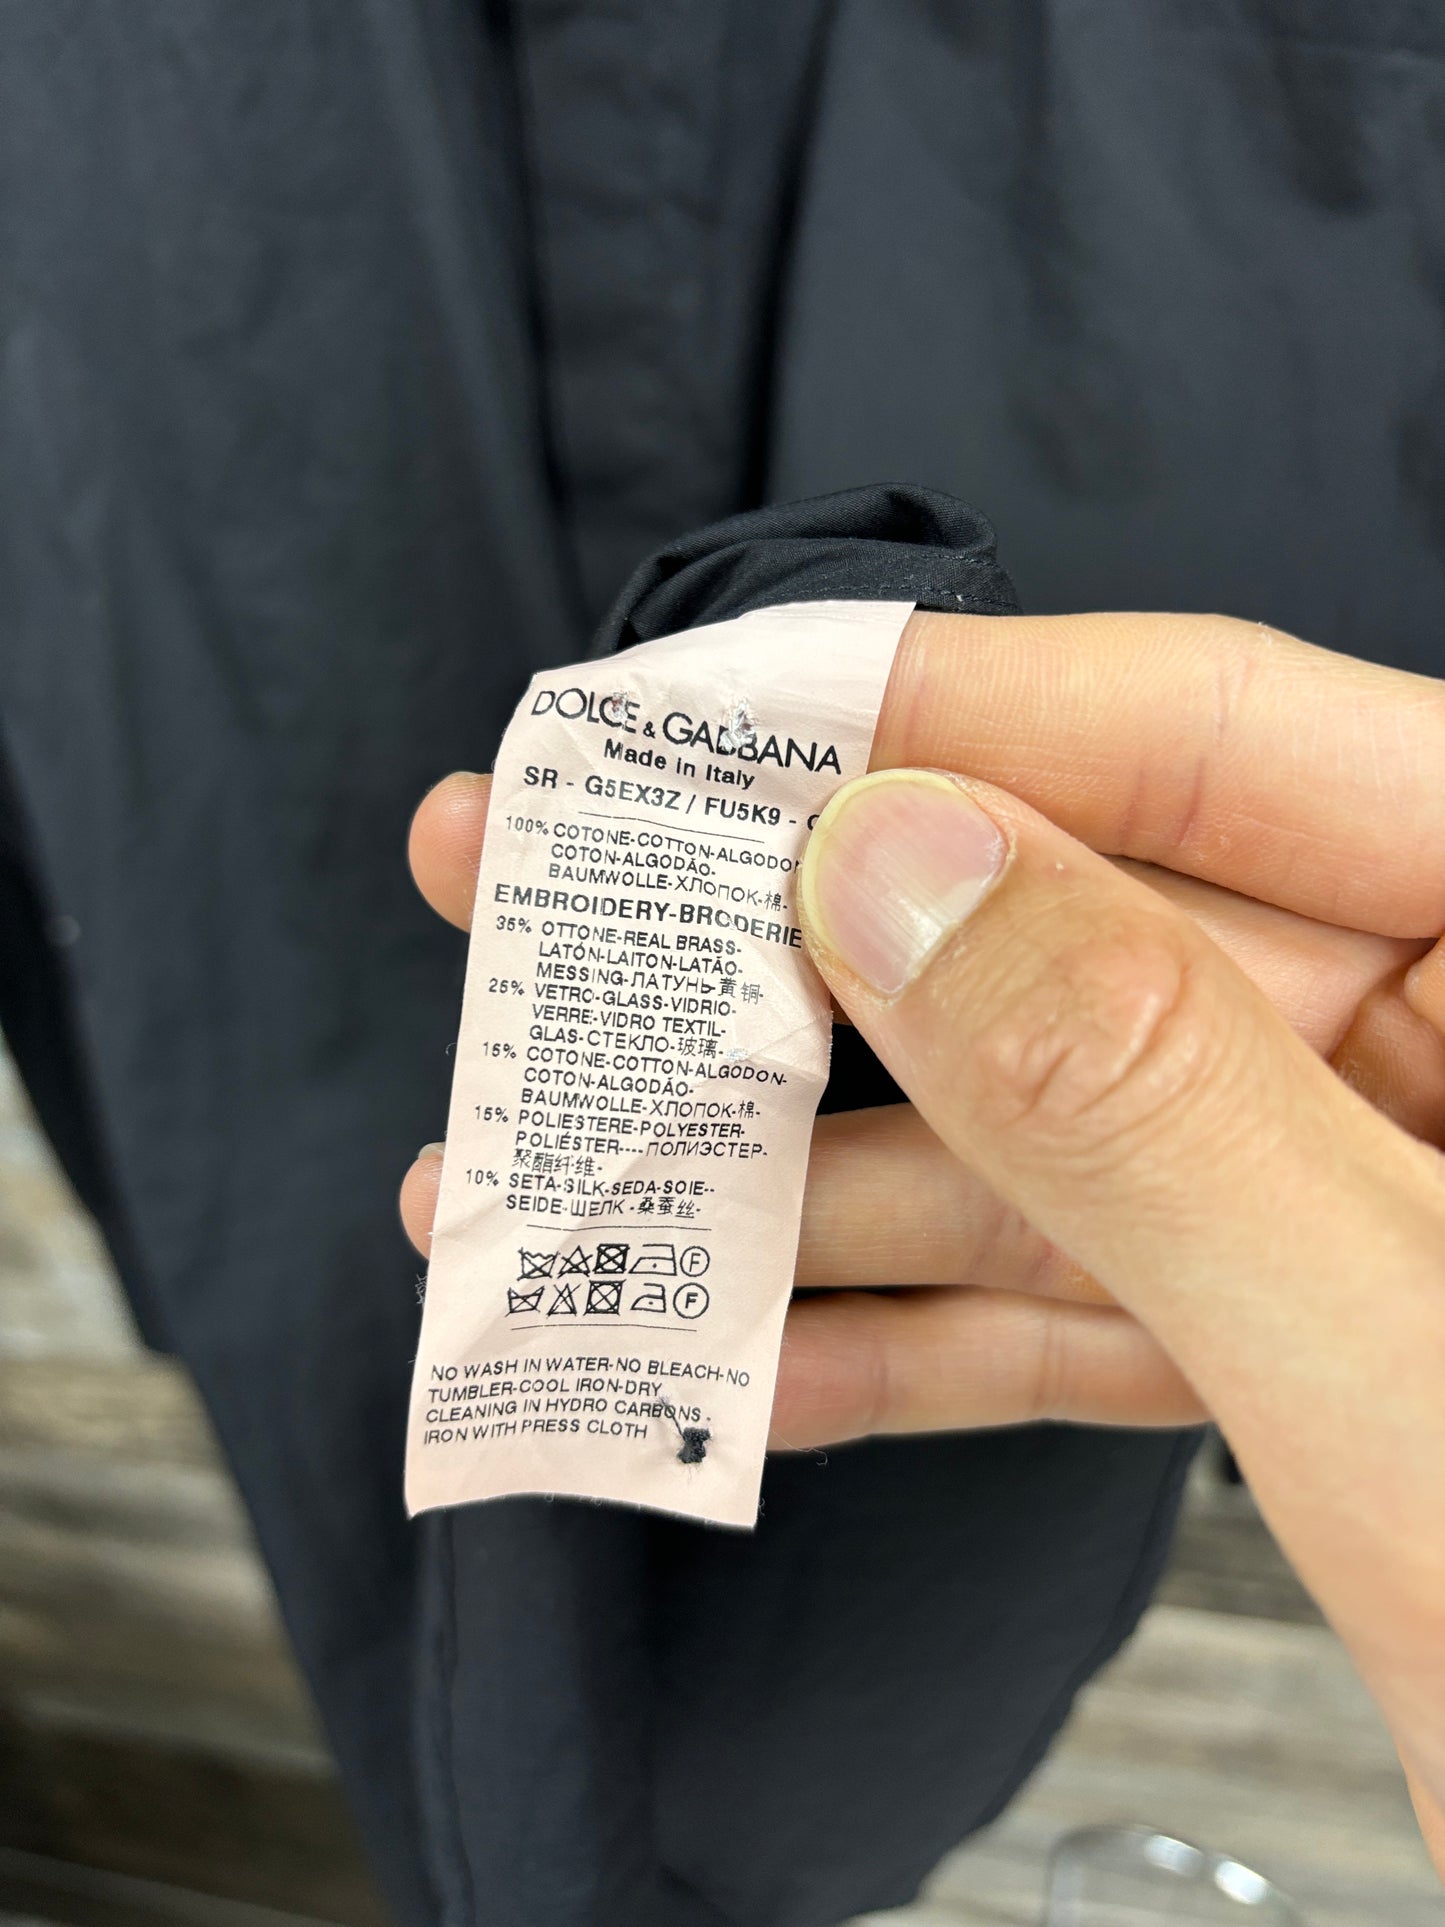 DOLCE & GABBANA
Made in Italy
SR - G5EX3Z / FU5K9 -
100% COTONE-COTTON-ALGODON
COTON-ALGODÃO-
BAUMWOLLE-ХЛОПОК-棉-
EMBROIDERY-BRODERIE
35% OTTONE-REAL BRASS-
LATÓN-LAITON-LATÃO-
MESSING-ЛАТУНЬ-黄铜-
25% VETRO-GLASS-VIDRIO-
VERRE-VIDRO TEXTIL-
GLAS-СТЕКЛО-玻璃-
15% COTONE-COTTON-ALGODON-
COTON-ALGODÃO-
BAUMWOLLE-ХЛОПОК-棉-
15% POLIESTERE-POLYESTER-
POLIÉSTER----ПОЛИЭСТЕР-
聚酯纤维-
10% SETA-SILK-SEDA-SOIE--
SEIDE-ШЕЛК-桑蚕丝-
F
F
NO WASH IN WATER-NO BLEACH-NO
TUMBLER-COOL IRON-DRY
CLEANING IN HYDRO CARBONS.
IRON WITH PRESS CLOTH